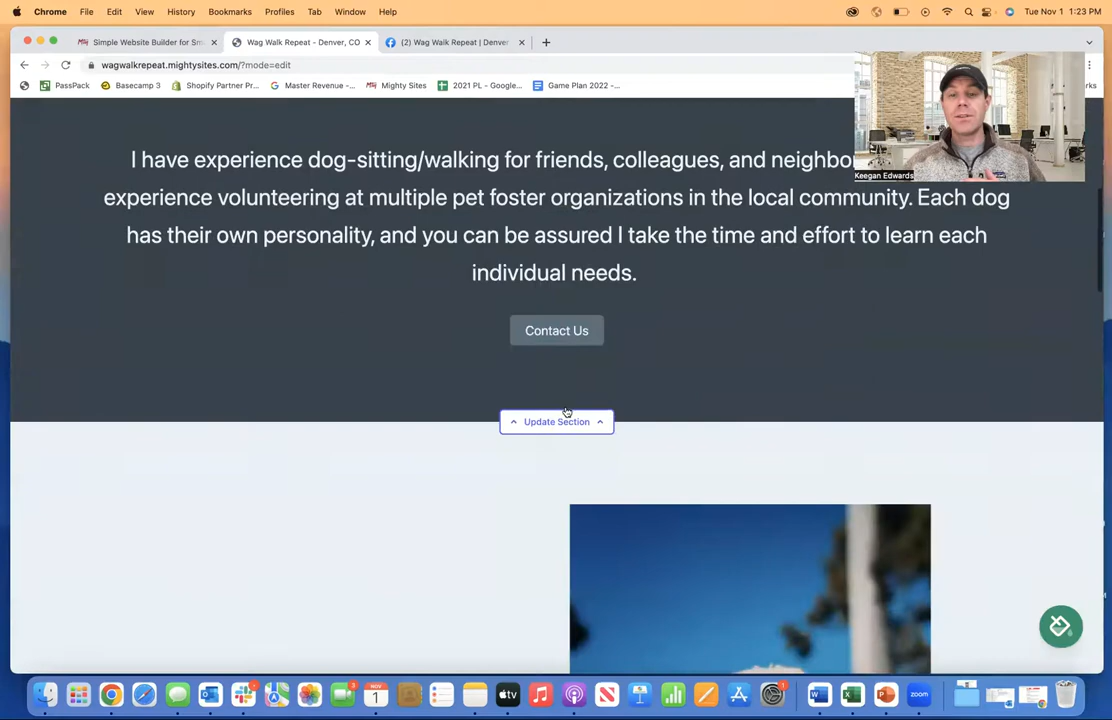 Chrome File Edit View History Bookmarks Profiles Tab Window Help Tue Nov 1 1:23 PM
Simple Website Builder for Sm
Wag Walk Repeat - Denver, CO
(2) Wag Walk Repeat | Denver
wagwalkrepeat.mightysites.com/?mode=edit
PassPack Basecamp 3 Shopify Partner Pr... Master Revenue -... Mighty Sites 2021 PL - Google... Game Plan 2022 -...
I have experience dog-sitting/walking for friends, colleagues, and neighbo
experience volunteering at multiple pet foster organizations in the local community. Each dog
has their own personality, and you can be assured I take the time and effort to learn each
individual needs.
Keegan Edwards
Contact Us
Update Section
NOV
1
tv